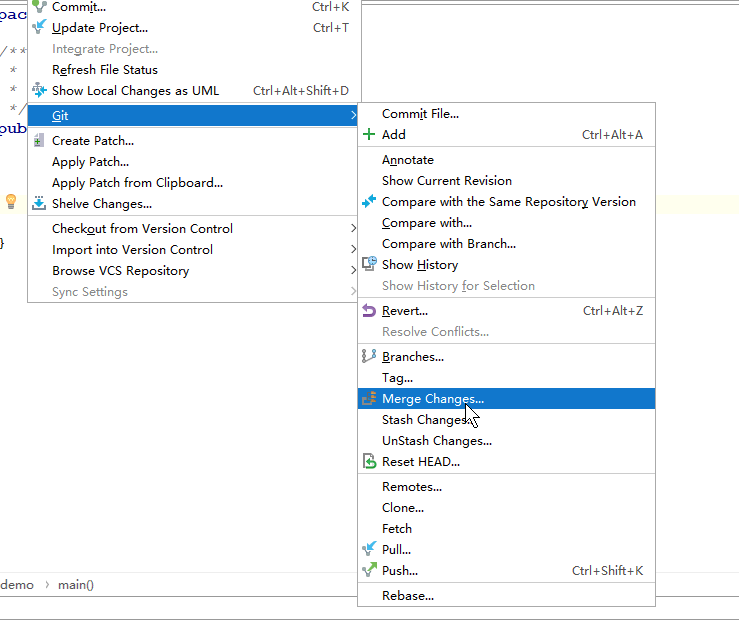 pac
Commit... Ctrl+K
Update Project... Ctrl+T
/**
Integrate Project...
*
Refresh File Status
*
Show Local Changes as UML Ctrl+Alt+Shift+D
*/
Git
pub
Create Patch...
Apply Patch...
Apply Patch from Clipboard...
Shelve Changes...
Checkout from Version Control
}
Import into Version Control
Browse VCS Repository
Sync Settings
Commit File...
Add Ctrl+Alt+A
Annotate
Show Current Revision
Compare with the Same Repository Version
Compare with...
Compare with Branch...
Show History
Show History for Selection
Revert... Ctrl+Alt+Z
Resolve Conflicts...
Branches...
Tag...
Merge Changes...
Stash Changes..
UnStash Changes...
Reset HEAD...
Remotes...
Clone...
Fetch
Pull...
Push... Ctrl+Shift+K
Rebase...
demo › main()